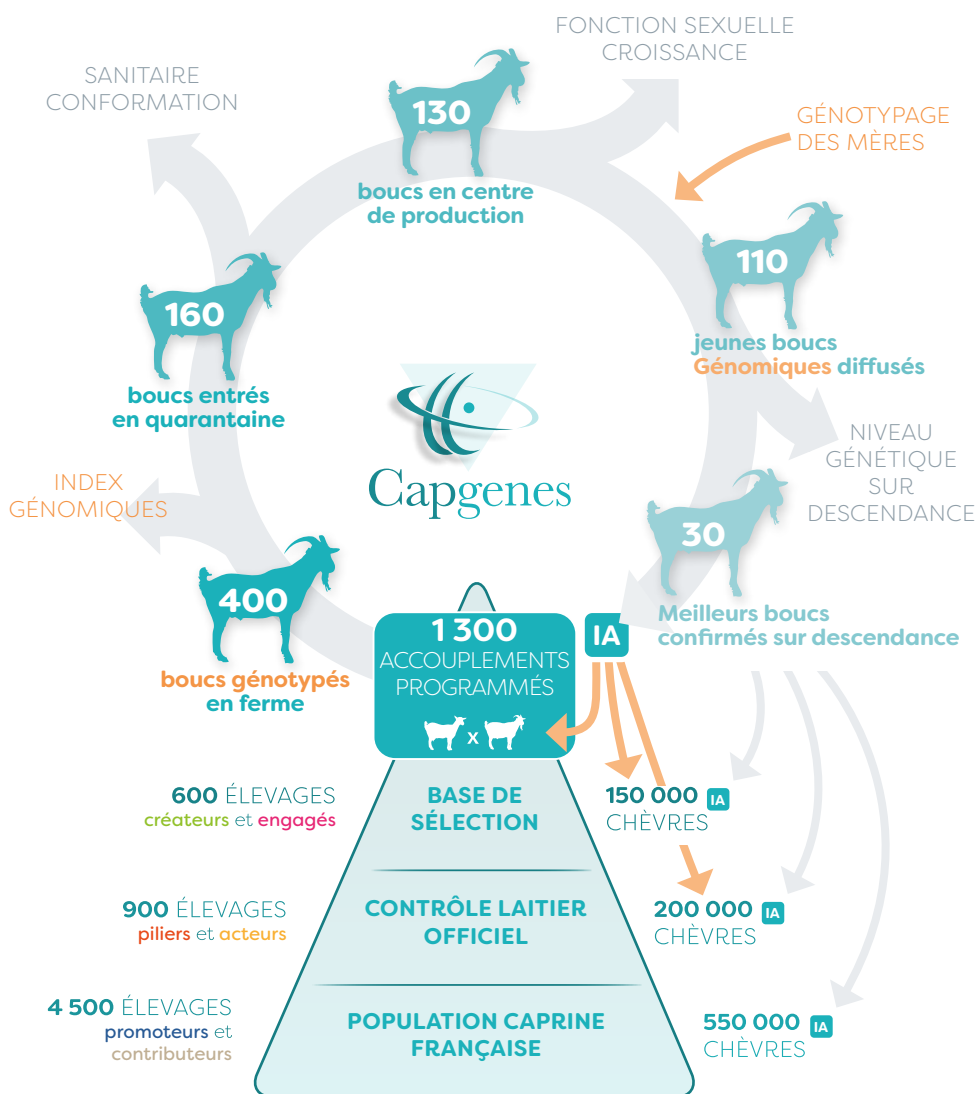 FONCTION SEXUELLE
CROISSANCE
SANITAIRE
CONFORMATION
130
boucs en centre
de production
GÉNOTYPAGE
DES MÈRES
110
jeunes boucs
Génomiques diffusés
160
boucs entrés
en quarantaine
Capgenes
NIVEAU
GÉNÉTIQUE
SUR
DESCENDANCE
INDEX
GÉNOMIQUES
30
Meilleurs boucs
confirmés sur descendance
400
boucs génotypés
en ferme
1 300
ACCOUPLEMENTS
PROGRAMMÉS
X
IA
600 ÉLEVAGES
créateurs et engagés
BASE DE
SÉLECTION
150 000 IA
CHÈVRES
900 ÉLEVAGES
piliers et acteurs
CONTRÔLE LAITIER
OFFICIEL
200 000 IA
CHÈVRES
4 500 ÉLEVAGES
promoteurs et
contributeurs
POPULATION CAPRINE
FRANÇAISE
550 000 IA
CHÈVRES